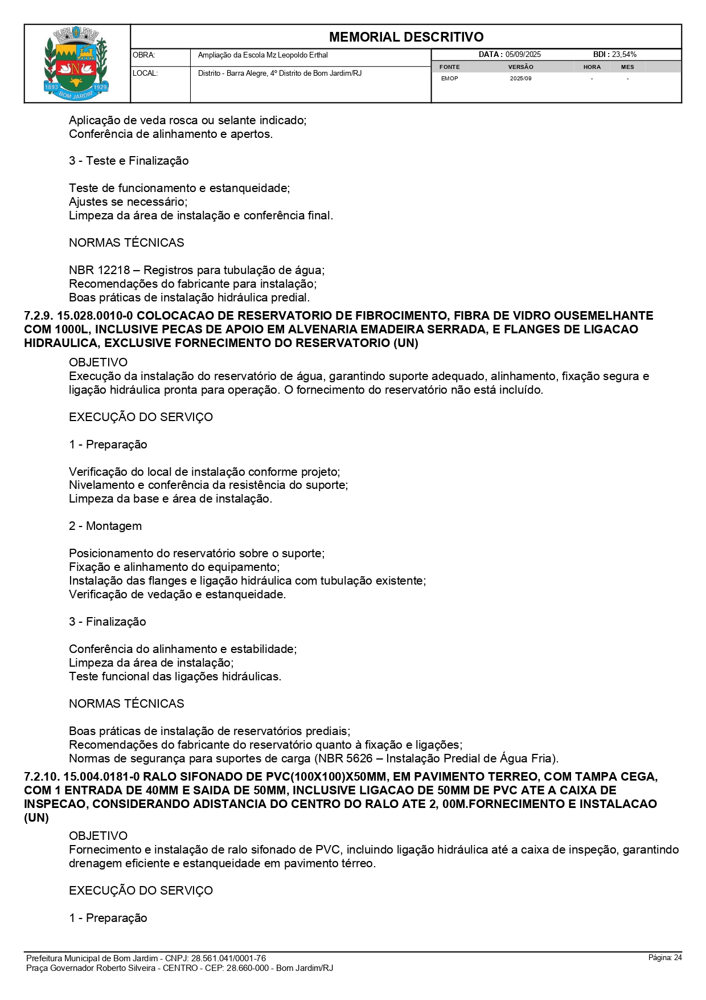 MEMORIAL DESCRITIVO
OBRA: Ampliação da Escola Mz Leopoldo Erthal
DATA : 05/09/2025 BDI : 23,54%
FONTE VERSÃO HORA MES
LOCAL: Distrito - Barra Alegre, 4º Distrito de Bom Jardim/RJ
EMOP 2025/09 - -
N
1893 1929
BOM JARDIM
Aplicação de veda rosca ou selante indicado;
Conferência de alinhamento e apertos.
3 - Teste e Finalização
Teste de funcionamento e estanqueidade;
Ajustes se necessário;
Limpeza da área de instalação e conferência final.
NORMAS TÉCNICAS
NBR 12218 – Registros para tubulação de água;
Recomendações do fabricante para instalação;
Boas práticas de instalação hidráulica predial.
7.2.9. 15.028.0010-0 COLOCACAO DE RESERVATORIO DE FIBROCIMENTO, FIBRA DE VIDRO OUSEMELHANTE
COM 1000L, INCLUSIVE PECAS DE APOIO EM ALVENARIA EMADEIRA SERRADA, E FLANGES DE LIGACAO
HIDRAULICA, EXCLUSIVE FORNECIMENTO DO RESERVATORIO (UN)
OBJETIVO
Execução da instalação do reservatório de água, garantindo suporte adequado, alinhamento, fixação segura e
ligação hidráulica pronta para operação. O fornecimento do reservatório não está incluído.
EXECUÇÃO DO SERVIÇO
1 - Preparação
Verificação do local de instalação conforme projeto;
Nivelamento e conferência da resistência do suporte;
Limpeza da base e área de instalação.
2 - Montagem
Posicionamento do reservatório sobre o suporte;
Fixação e alinhamento do equipamento;
Instalação das flanges e ligação hidráulica com tubulação existente;
Verificação de vedação e estanqueidade.
3 - Finalização
Conferência do alinhamento e estabilidade;
Limpeza da área de instalação;
Teste funcional das ligações hidráulicas.
NORMAS TÉCNICAS
Boas práticas de instalação de reservatórios prediais;
Recomendações do fabricante do reservatório quanto à fixação e ligações;
Normas de segurança para suportes de carga (NBR 5626 – Instalação Predial de Água Fria).
7.2.10. 15.004.0181-0 RALO SIFONADO DE PVC(100X100)X50MM, EM PAVIMENTO TERREO, COM TAMPA CEGA,
COM 1 ENTRADA DE 40MM E SAIDA DE 50MM, INCLUSIVE LIGACAO DE 50MM DE PVC ATE A CAIXA DE
INSPECAO, CONSIDERANDO ADISTANCIA DO CENTRO DO RALO ATE 2, 00M.FORNECIMENTO E INSTALACAO
(UN)
OBJETIVO
Fornecimento e instalação de ralo sifonado de PVC, incluindo ligação hidráulica até a caixa de inspeção, garantindo
drenagem eficiente e estanqueidade em pavimento térreo.
EXECUÇÃO DO SERVIÇO
1 - Preparação
Prefeitura Municipal de Bom Jardim - CNPJ: 28.561.041/0001-76 Página: 24
Praça Governador Roberto Silveira - CENTRO - CEP: 28.660-000 - Bom Jardim/RJ